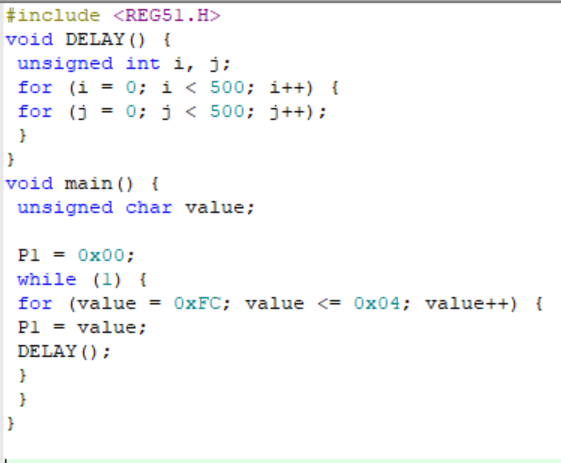 #include <REG51.H>
void DELAY() {
unsigned int i, j;
for (i = 0; i < 500; i++) {
for (j = 0; j < 500; j++);
}
}
void main() {
unsigned char value;
P1 = 0x00;
while (1) {
for (value = 0xFC; value <= 0x04; value++) {
P1 = value;
DELAY();
}
}
}